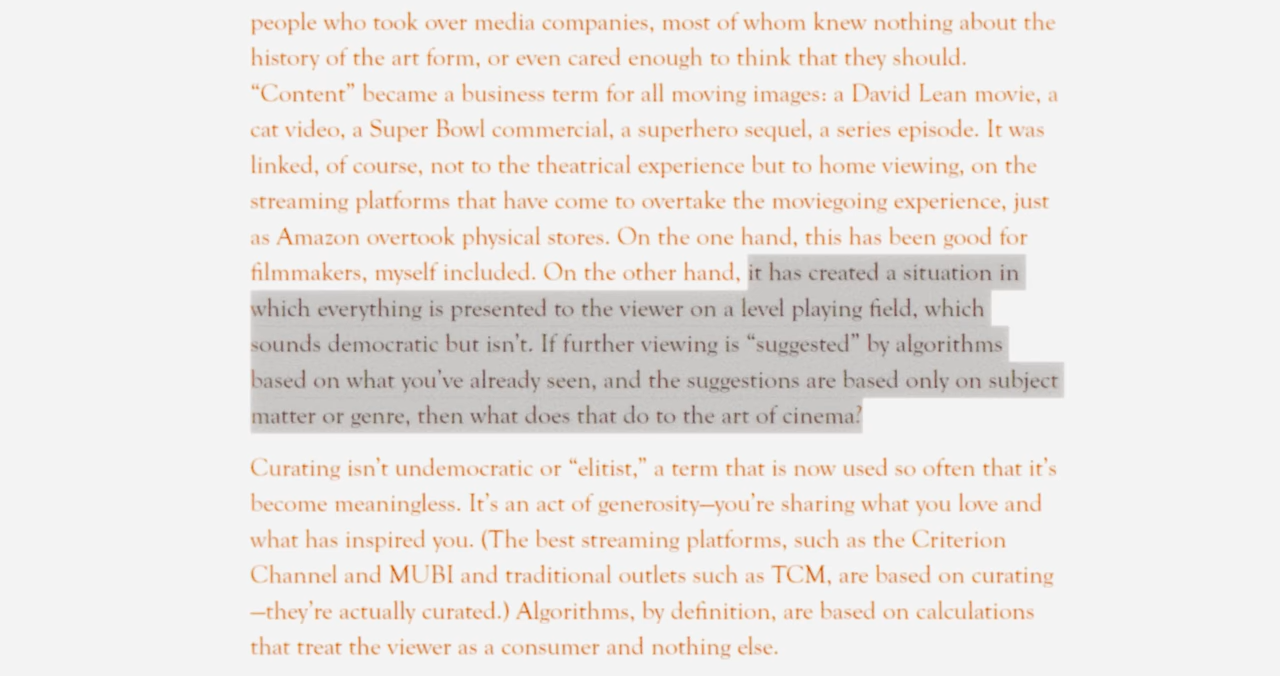 people who took over media companies, most of whom knew nothing about the
history of the art form, or even cared enough to think that they should.
“Content” became a business term for all moving images: a David Lean movie, a
cat video, a Super Bowl commercial, a superhero sequel, a series episode. It was
linked, of course, not to the theatrical experience but to home viewing, on the
streaming platforms that have come to overtake the moviegoing experience, just
as Amazon overtook physical stores. On the one hand, this has been good for
filmmakers, myself included. On the other hand, it has created a situation in
which everything is presented to the viewer on a level playing field, which
sounds democratic but isn’t. If further viewing is “suggested” by algorithms
based on what you’ve already seen, and the suggestions are based only on subject
matter or genre, then what does that do to the art of cinema?
Curating isn’t undemocratic or “elitist,” a term that is now used so often that it’s
become meaningless. It’s an act of generosity—you’re sharing what you love and
what has inspired you. (The best streaming platforms, such as the Criterion
Channel and MUBI and traditional outlets such as TCM, are based on curating
—they’re actually curated.) Algorithms, by definition, are based on calculations
that treat the viewer as a consumer and nothing else.